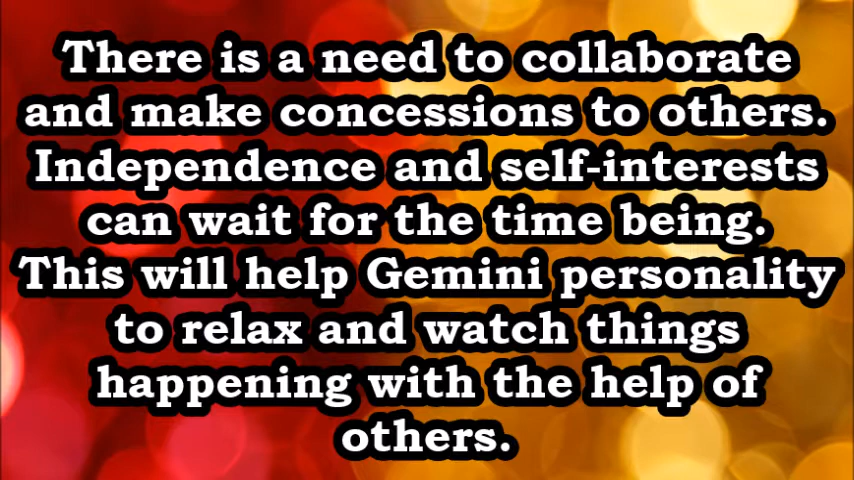 There is a need to collaborate
and make concessions to others.
Independence and self-interests
can wait for the time being.
This will help Gemini personality
to relax and watch things
happening with the help of
others.